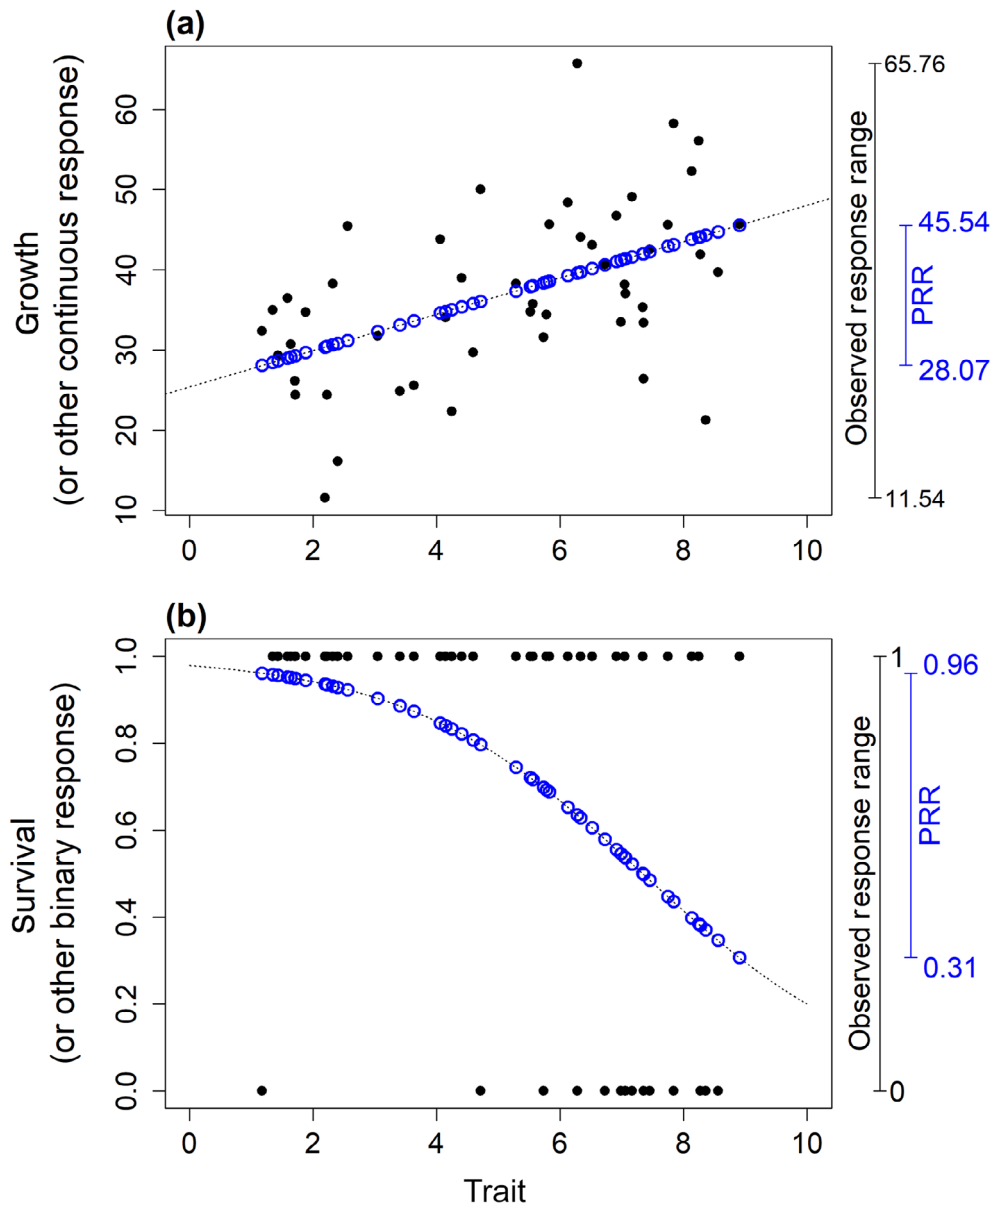 (a)
Growth
(or other continuous response)
60
50
40
30
20
10
0 2 4 6 8 10
Observed response range
65.76
11.54
PRR
45.54
28.07
(b)
Survival
(or other binary response)
1.0
0.8
0.6
0.4
0.2
0.0
0 2 4 6 8 10
Trait
Observed response range
1
0
PRR
0.96
0.31